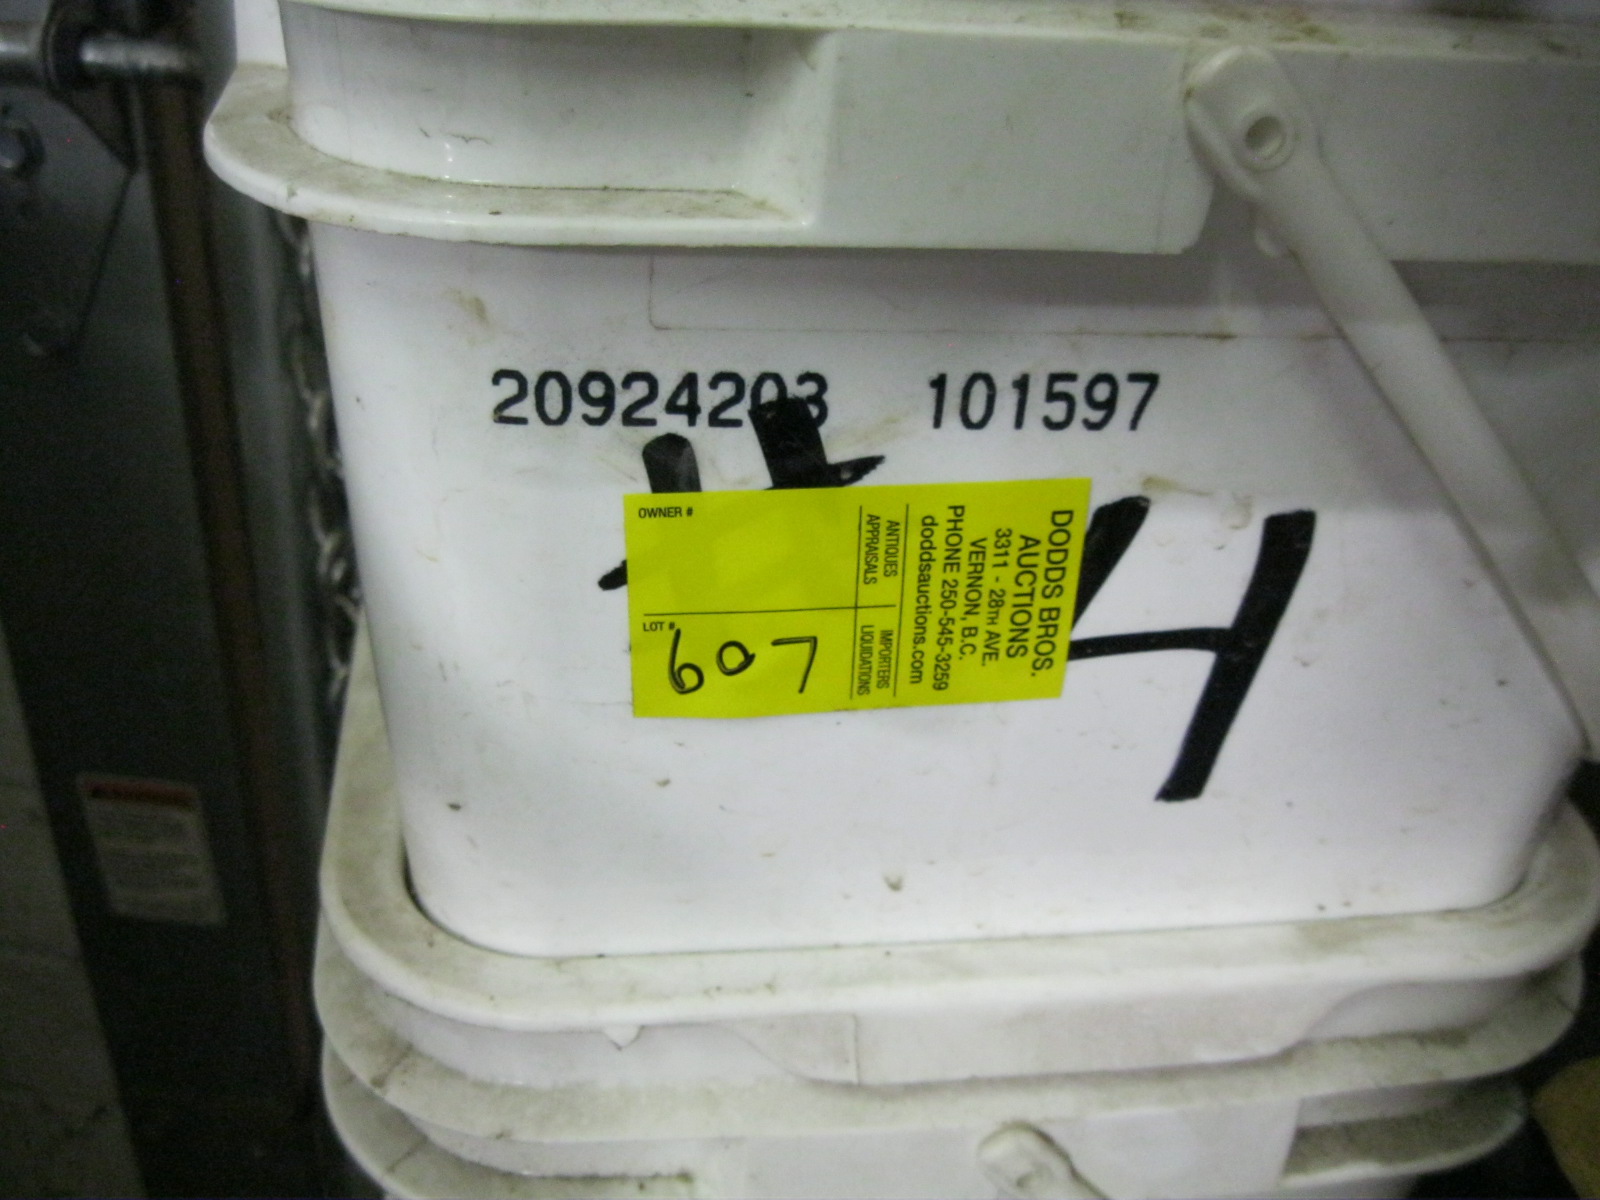 20924203 101597
# 4
OWNER #
LOT #
607
DODDS BROS.
AUCTIONS
3311 - 28TH AVE.
VERNON, B.C.
PHONE 250-545-3259
doddsauctions.com
ANTIQUES IMPORTERS
APPRAISALS LIQUIDATIONS